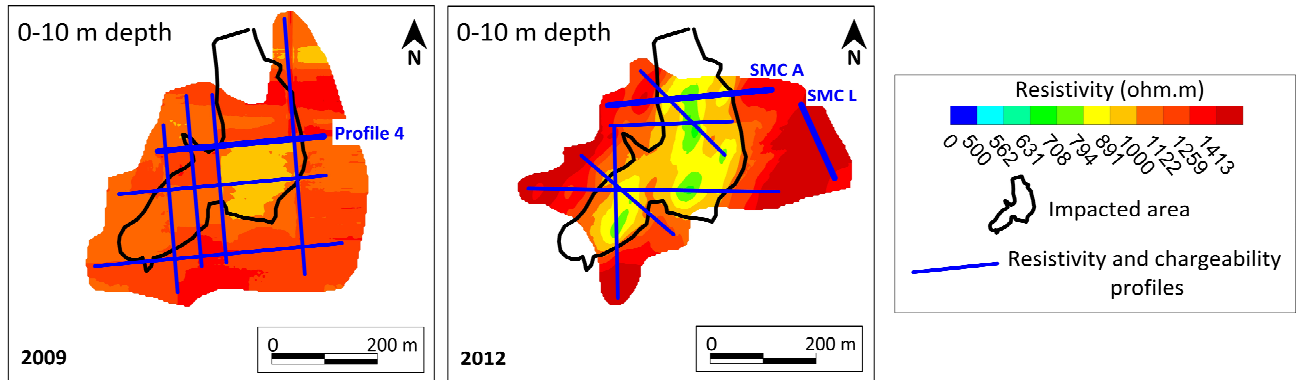 0-10 m depth
N
Profile 4
0
200 m
2009
0-10 m depth
N
SMC A
SMC L
0
200 m
2012
Resistivity (ohm.m)
0
500
562
631
708
794
891
1000
1122
1259
1413
Impacted area
Resistivity and chargeability
profiles